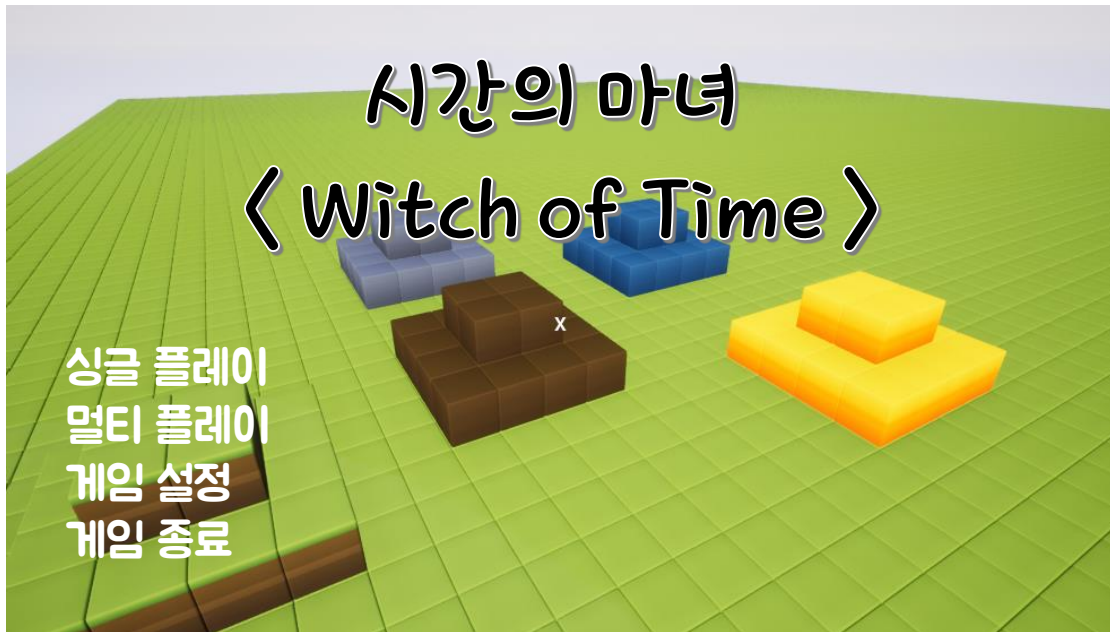 시간의 마녀
〈 Witch of Time 〉
X
싱글 플레이
멀티 플레이
게임 설정
게임 종료